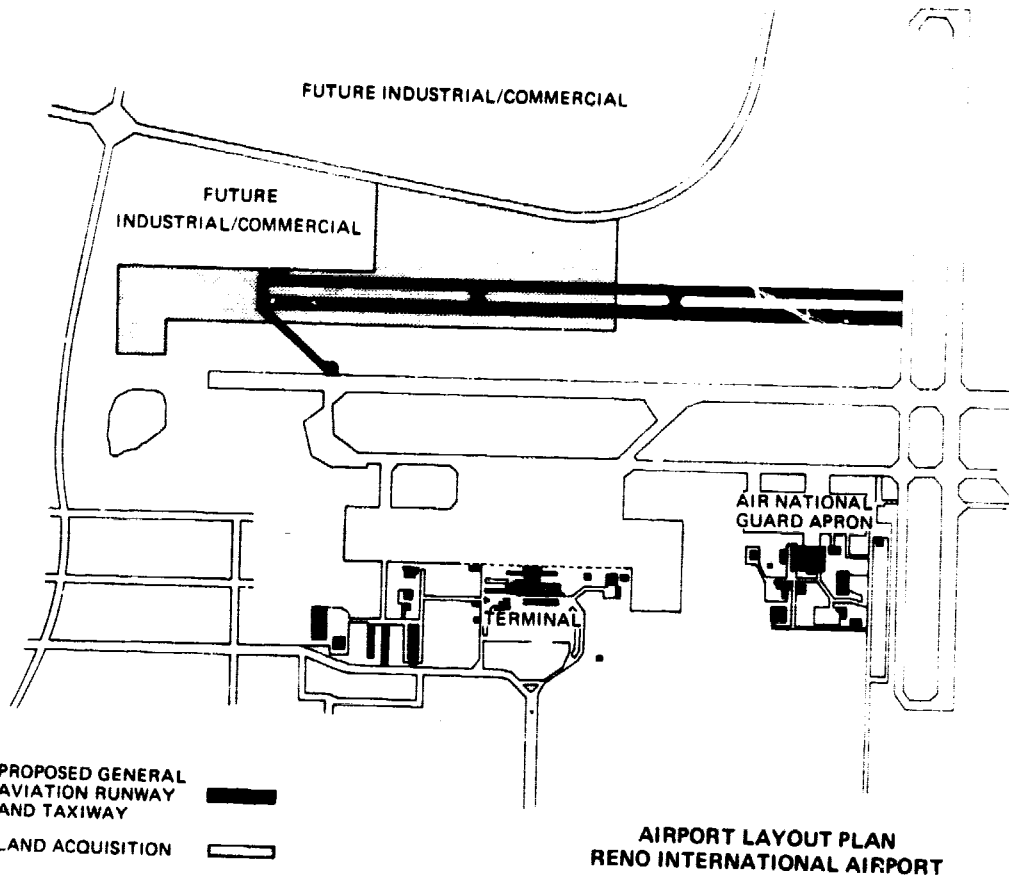 FUTURE INDUSTRIAL/COMMERCIAL
FUTURE
INDUSTRIAL/COMMERCIAL
AIR NATIONAL
GUARD APRON
TERMINAL
PROPOSED GENERAL
AVIATION RUNWAY
AND TAXIWAY
LAND ACQUISITION
AIRPORT LAYOUT PLAN
RENO INTERNATIONAL AIRPORT